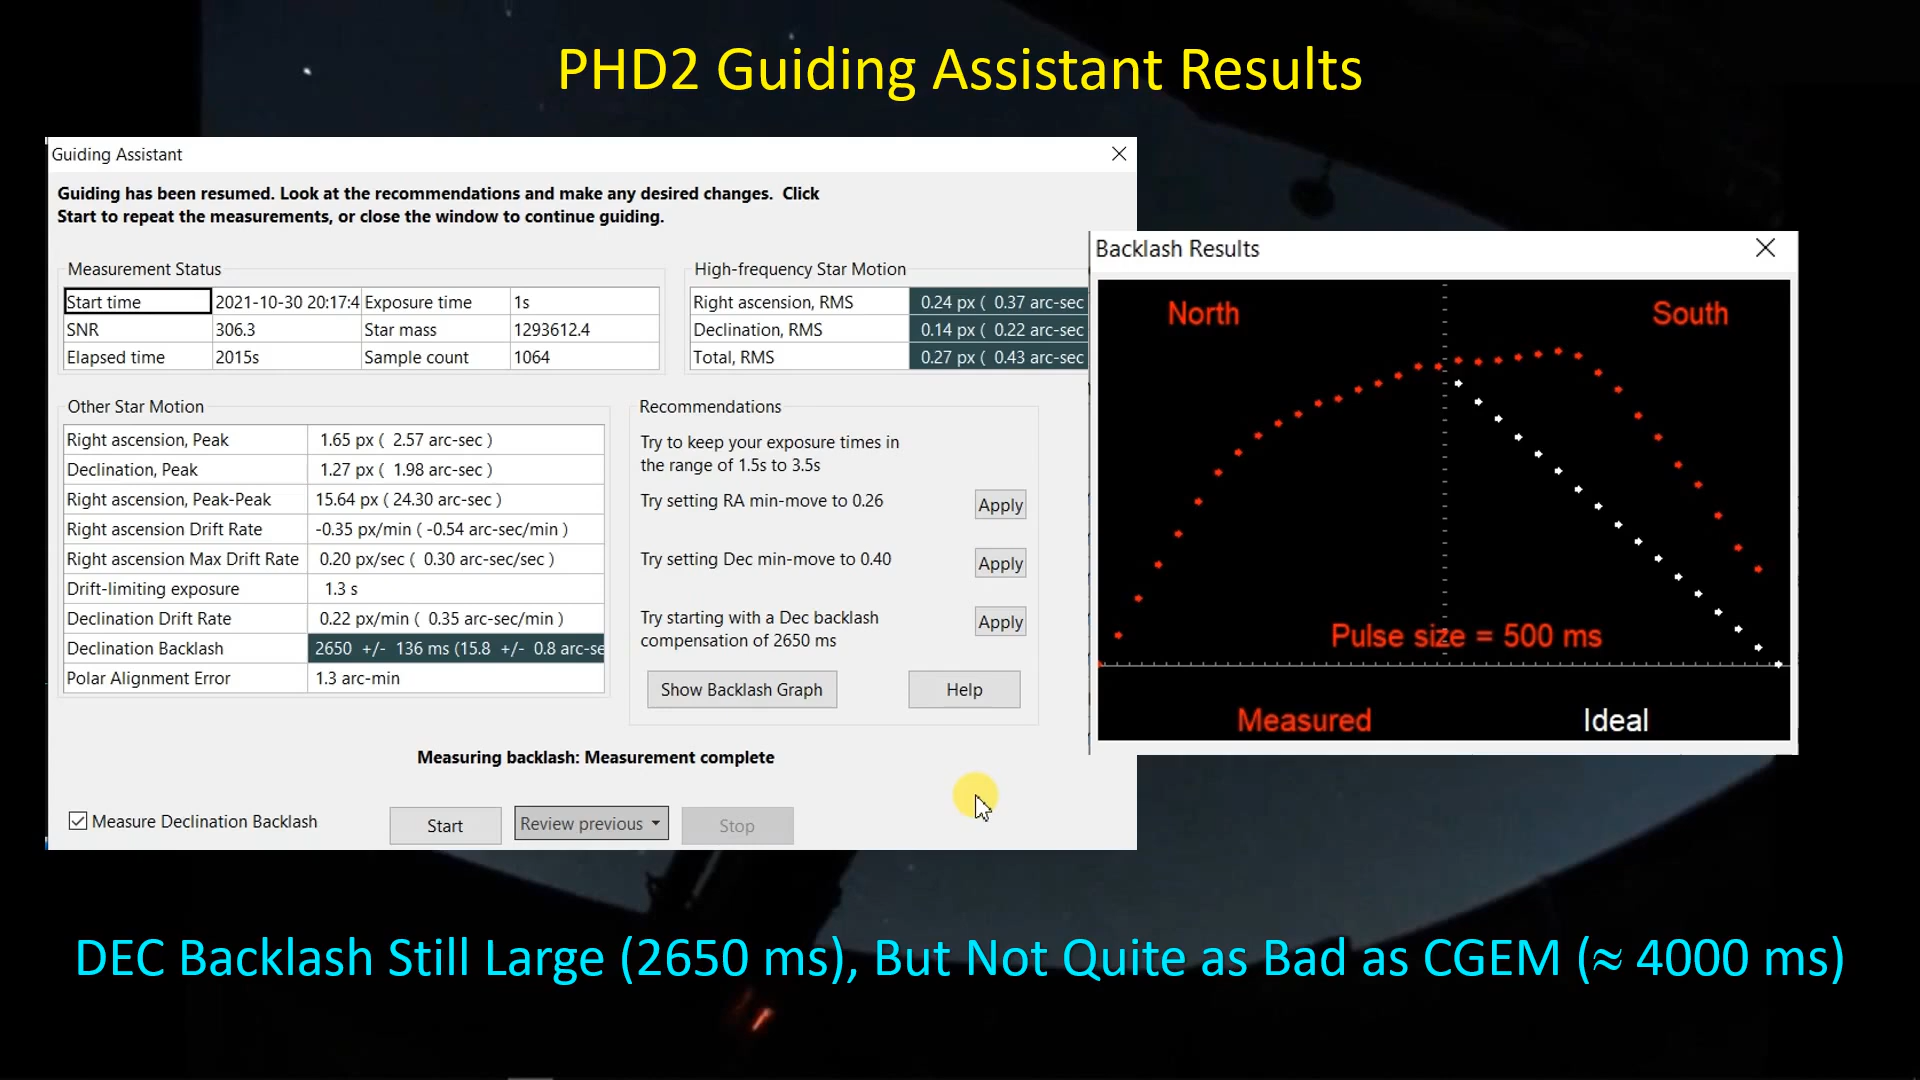 PHD2 Guiding Assistant Results
Guiding Assistant
Guiding has been resumed. Look at the recommendations and make any desired changes. Click
Start to repeat the measurements, or close the window to continue guiding.
Measurement Status
Start time 2021-10-30 20:17:4 Exposure time 1s
SNR 306.3 Star mass 1293612.4
Elapsed time 2015s Sample count 1064
High-frequency Star Motion
Right ascension, RMS 0.24 px ( 0.37 arc-sec
Declination, RMS 0.14 px ( 0.22 arc-sec
Total, RMS 0.27 px ( 0.43 arc-sec
Other Star Motion
Right ascension, Peak 1.65 px ( 2.57 arc-sec )
Declination, Peak 1.27 px ( 1.98 arc-sec )
Right ascension, Peak-Peak 15.64 px ( 24.30 arc-sec )
Right ascension Drift Rate -0.35 px/min ( -0.54 arc-sec/min )
Right ascension Max Drift Rate 0.20 px/sec ( 0.30 arc-sec/sec )
Drift-limiting exposure 1.3 s
Declination Drift Rate 0.22 px/min ( 0.35 arc-sec/min )
Declination Backlash 2650 +/- 136 ms (15.8 +/- 0.8 arc-se
Polar Alignment Error 1.3 arc-min
Recommendations
Try to keep your exposure times in
the range of 1.5s to 3.5s
Try setting RA min-move to 0.26 Apply
Try setting Dec min-move to 0.40 Apply
Try starting with a Dec backlash
compensation of 2650 ms Apply
Show Backlash Graph Help
Measuring backlash: Measurement complete
Measure Declination Backlash Start Review previous Stop
Backlash Results
North South
Pulse size = 500 ms
Measured Ideal
DEC Backlash Still Large (2650 ms), But Not Quite as Bad as CGEM (≈ 4000 ms)